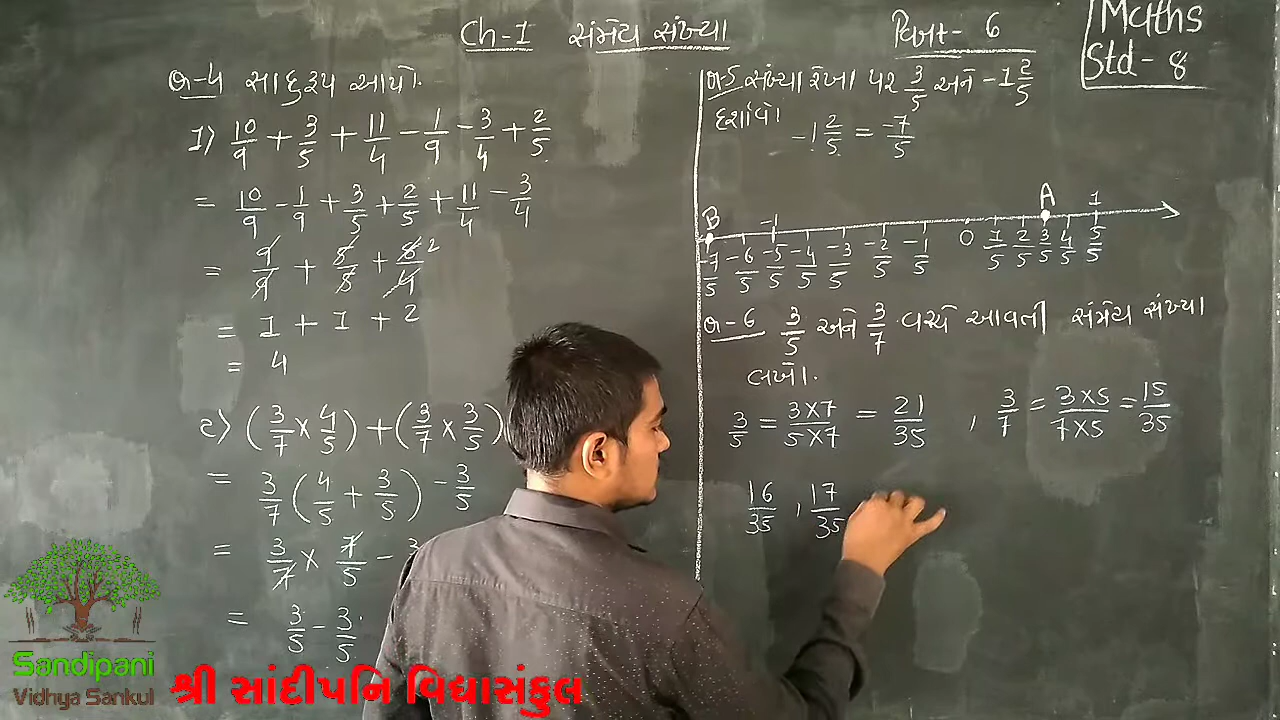 Ch-1 સંમેય સંખ્યા
વિભાગ- 6
Maths
Std - 8
પ્ર-4 સાદુરૂપ આપો.
1) 10/9 + 3/5 + 11/4 - 1/9 - 3/4 + 2/5
= 10/9 - 1/9 + 3/5 + 2/5 + 11/4 - 3/4
= 9/9 + 5/5 + 8/4 2
= 1 + 1 + 2
= 4
2) (3/7 × 4/5) + (3/7 × 3/5)
= 3/7 (4/5 + 3/5) - 3/5
= 3/7 × 7/5 - 3
= 3/5 - 3/5
પ્ર-5 સંખ્યા રેખા પર 3/5 અને -1 2/5
દર્શાવો.
-1 2/5 = -7/5
B -1 A 1
-7/5 -6/5 -5/5 -4/5 -3/5 -2/5 -1/5 0 1/5 2/5 3/5 4/5 5/5
પ્ર-6 3/5 અને 3/7 વચ્ચે આવતી સંમેય સંખ્યા
લખો.
3/5 = 3×7/5×7 = 21/35 , 3/7 = 3×5/7×5 = 15/35
16/35 , 17/35
Sandipani
Vidhya Sankul
શ્રી સાંદીપનિ વિદ્યાસંકુલ